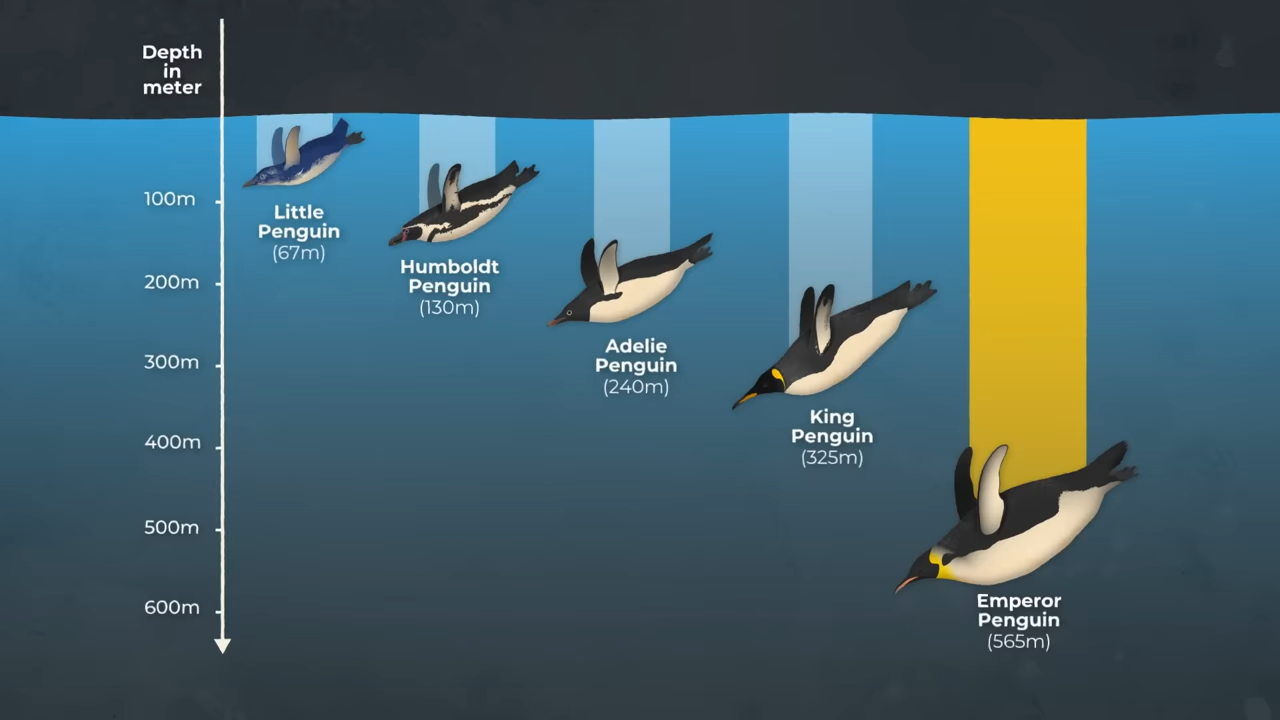 Depth
in
meter
100m
200m
300m
400m
500m
600m
Little
Penguin
(67m)
Humboldt
Penguin
(130m)
Adelie
Penguin
(240m)
King
Penguin
(325m)
Emperor
Penguin
(565m)